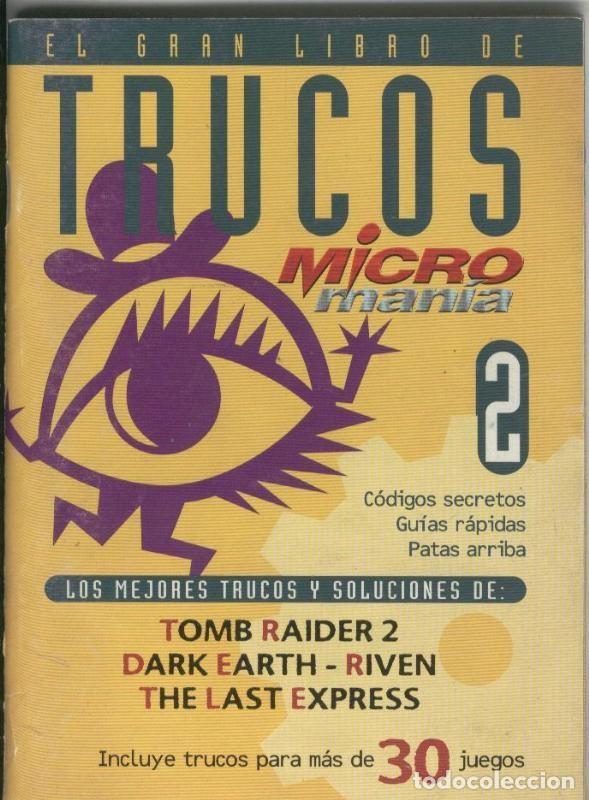 EL GRAN LIBRO DE
TRUCOS
MiCRO
manía
2
Códigos secretos
Guías rápidas
Patas arriba
LOS MEJORES TRUCOS Y SOLUCIONES DE:
TOMB RAIDER 2
DARK EARTH - RIVEN
THE LAST EXPRESS
Incluye trucos para más de 30 juegos
todocoleccion